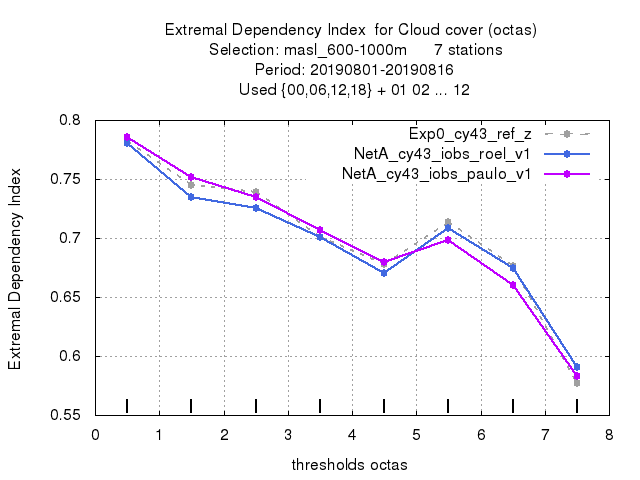 Extremal Dependency Index  for Cloud cover (octas)
Selection: masl_600-1000m      7 stations
Period: 20190801-20190816
Used {00,06,12,18} + 01 02 ... 12
Exp0_cy43_ref_z
NetA_cy43_iobs_roel_v1
NetA_cy43_iobs_paulo_v1
0.8
0.75
0.7
0.65
0.6
0.55
Extremal Dependency Index
0 1 2 3 4 5 6 7 8
thresholds octas